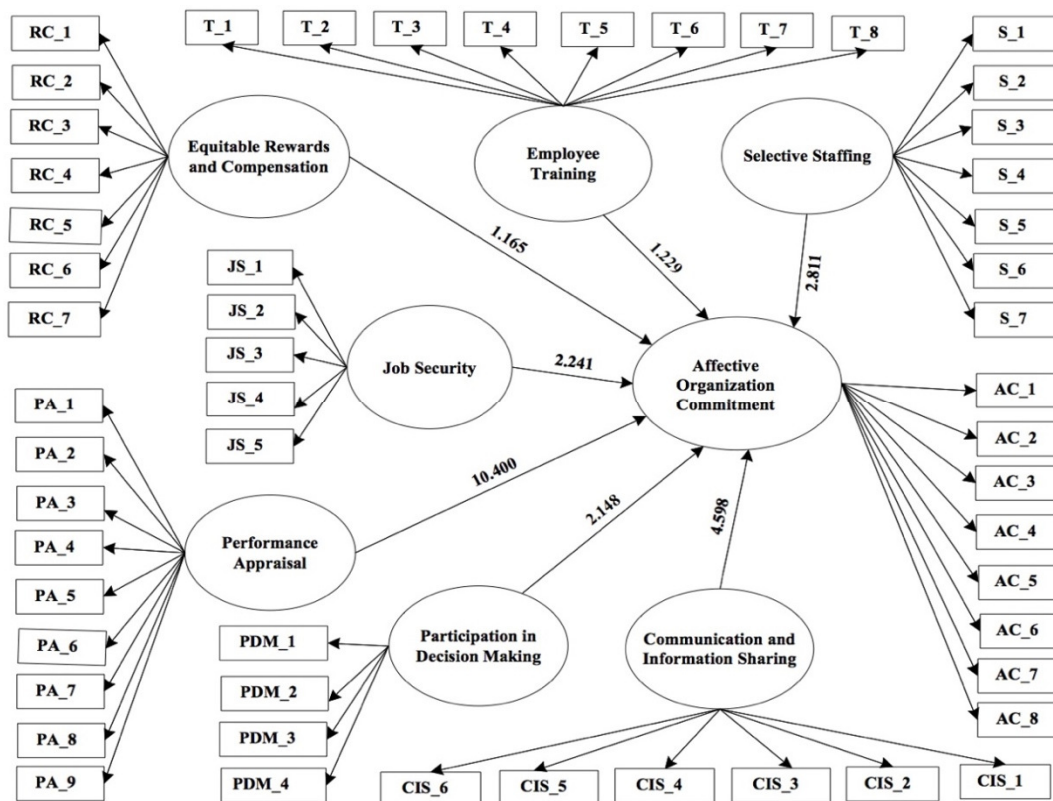 RC_1
RC_2
RC_3
RC_4
RC_5
RC_6
RC_7
T_1
T_2
T_3
T_4
T_5
T_6
T_7
T_8
S_1
S_2
S_3
S_4
S_5
S_6
S_7
Equitable Rewards
and Compensation
Employee
Training
Selective Staffing
1.165
1.229
2.811
JS_1
JS_2
JS_3
JS_4
JS_5
Job Security
2.241
Affective
Organization
Commitment
AC_1
AC_2
AC_3
AC_4
AC_5
AC_6
AC_7
AC_8
PA_1
PA_2
PA_3
PA_4
PA_5
PA_6
PA_7
PA_8
PA_9
Performance
Appraisal
10.400
2.148
4.598
PDM_1
PDM_2
PDM_3
PDM_4
Participation in
Decision Making
Communication and
Information Sharing
CIS_6
CIS_5
CIS_4
CIS_3
CIS_2
CIS_1